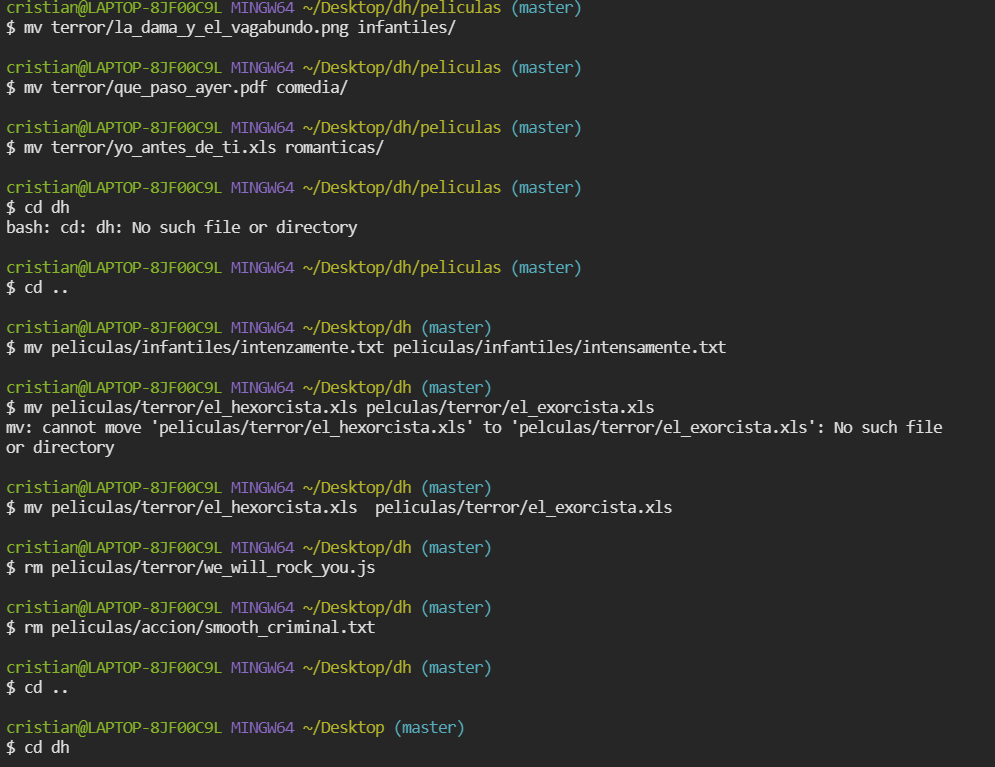 cristian@LAPTOP-8JF00C9L MINGW64 ~/Desktop/dh/peliculas (master)
$ mv terror/la_dama_y_el_vagabundo.png infantiles/
cristian@LAPTOP-8JF00C9L MINGW64 ~/Desktop/dh/peliculas (master)
$ mv terror/que_paso_ayer.pdf comedia/
cristian@LAPTOP-8JF00C9L MINGW64 ~/Desktop/dh/peliculas (master)
$ mv terror/yo_antes_de_ti.xls romanticas/
cristian@LAPTOP-8JF00C9L MINGW64 ~/Desktop/dh/peliculas (master)
$ cd dh
bash: cd: dh: No such file or directory
cristian@LAPTOP-8JF00C9L MINGW64 ~/Desktop/dh/peliculas (master)
$ cd ..
cristian@LAPTOP-8JF00C9L MINGW64 ~/Desktop/dh (master)
$ mv peliculas/infantiles/intenzamente.txt peliculas/infantiles/intensamente.txt
cristian@LAPTOP-8JF00C9L MINGW64 ~/Desktop/dh (master)
$ mv peliculas/terror/el_hexorcista.xls pelculas/terror/el_exorcista.xls
mv: cannot move 'peliculas/terror/el_hexorcista.xls' to 'pelculas/terror/el_exorcista.xls': No such file
or directory
cristian@LAPTOP-8JF00C9L MINGW64 ~/Desktop/dh (master)
$ mv peliculas/terror/el_hexorcista.xls  peliculas/terror/el_exorcista.xls
cristian@LAPTOP-8JF00C9L MINGW64 ~/Desktop/dh (master)
$ rm peliculas/terror/we_will_rock_you.js
cristian@LAPTOP-8JF00C9L MINGW64 ~/Desktop/dh (master)
$ rm peliculas/accion/smooth_criminal.txt
cristian@LAPTOP-8JF00C9L MINGW64 ~/Desktop/dh (master)
$ cd ..
cristian@LAPTOP-8JF00C9L MINGW64 ~/Desktop (master)
$ cd dh